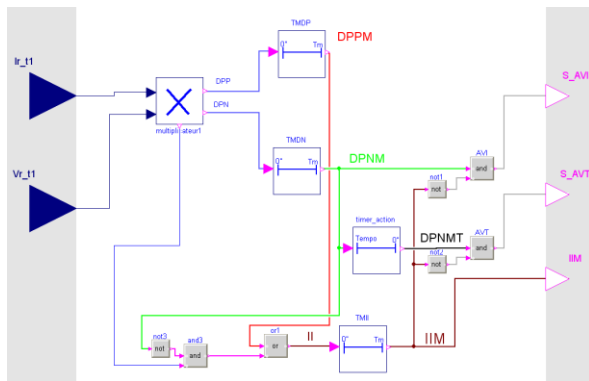 TMDP
DPPM
0"
Tm
Ir_t1
S_AVI
DPP
DPN
multiplicateur1
TMDN
0"
Tm
DPNM
AVI
and
not1
not
Vr_t1
S_AVT
timer_action
Tempo
0"
DPNMT
AVT
and
not2
not
IIM
TMII
not3
not
and3
and
or1
or
II
0"
Tm
IIM